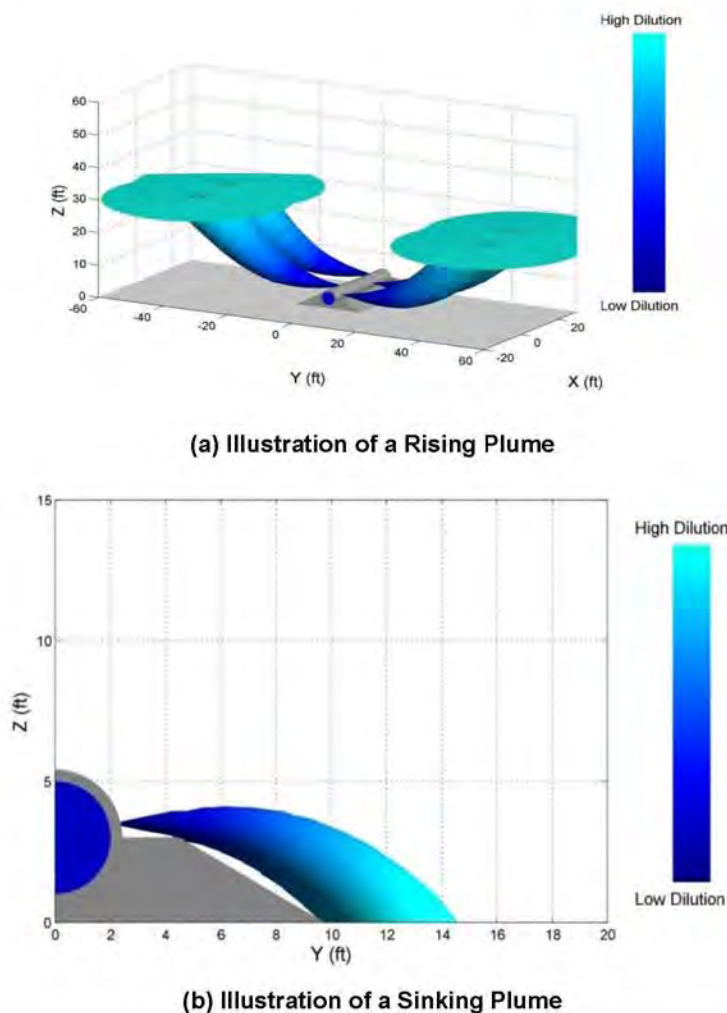 High Dilution
60
50
40
30
20
10
0
Z (ft)
-60
-40
-20
0
20
40
60
Y (ft)
-20
0
20
X (ft)
Low Dilution
(a) Illustration of a Rising Plume
15
10
5
0
Z (ft)
0 2 4 6 8 10 12 14 16 18 20
Y (ft)
High Dilution
Low Dilution
(b) Illustration of a Sinking Plume